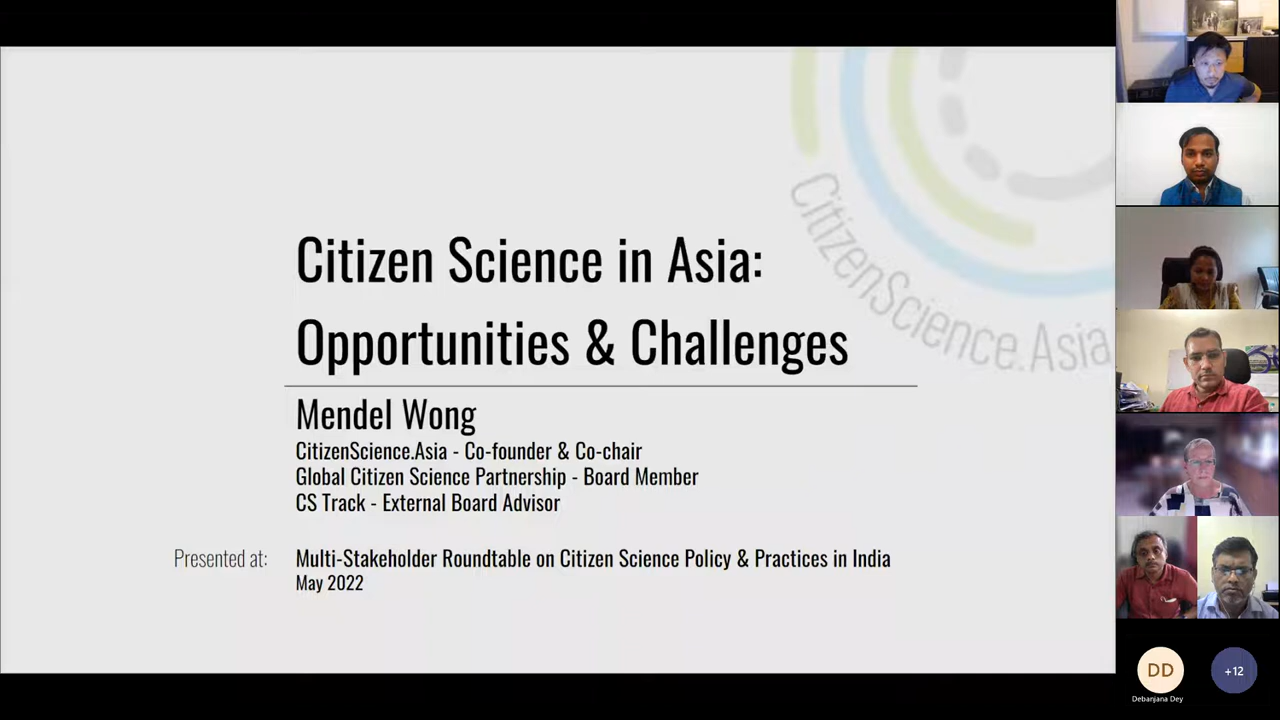 Citizen Science in Asia:
Opportunities & Challenges
Mendel Wong
CitizenScience.Asia - Co-founder & Co-chair
Global Citizen Science Partnership - Board Member
CS Track - External Board Advisor
Presented at: Multi-Stakeholder Roundtable on Citizen Science Policy & Practices in India
May 2022
CitizenScience.Asia
DD
+12
Debanjana Dey